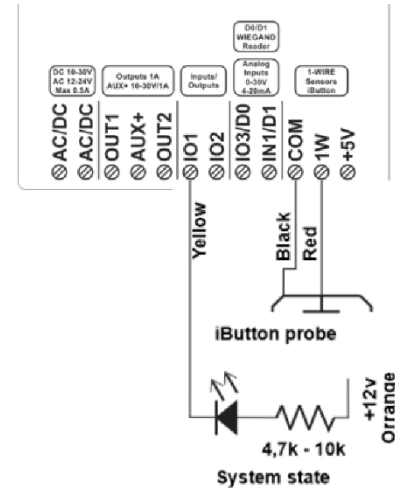 D0/D1
WIEGAND
Reader
DC 10-30V
AC 12-24V
Max 0.5A
Outputs 1A
AUX+ 10-30V/1A
Inputs/
Outputs
Analog
Inputs
0-30V
4-20mA
1-WIRE
Sensors
iButton
AC/DC
AC/DC
OUT1
AUX+
OUT2
IO1
IO2
IO3/D0
IN1/D1
COM
1W
+5V
Yellow
Black
Red
iButton probe
+12v
Orrange
4,7k - 10k
System state